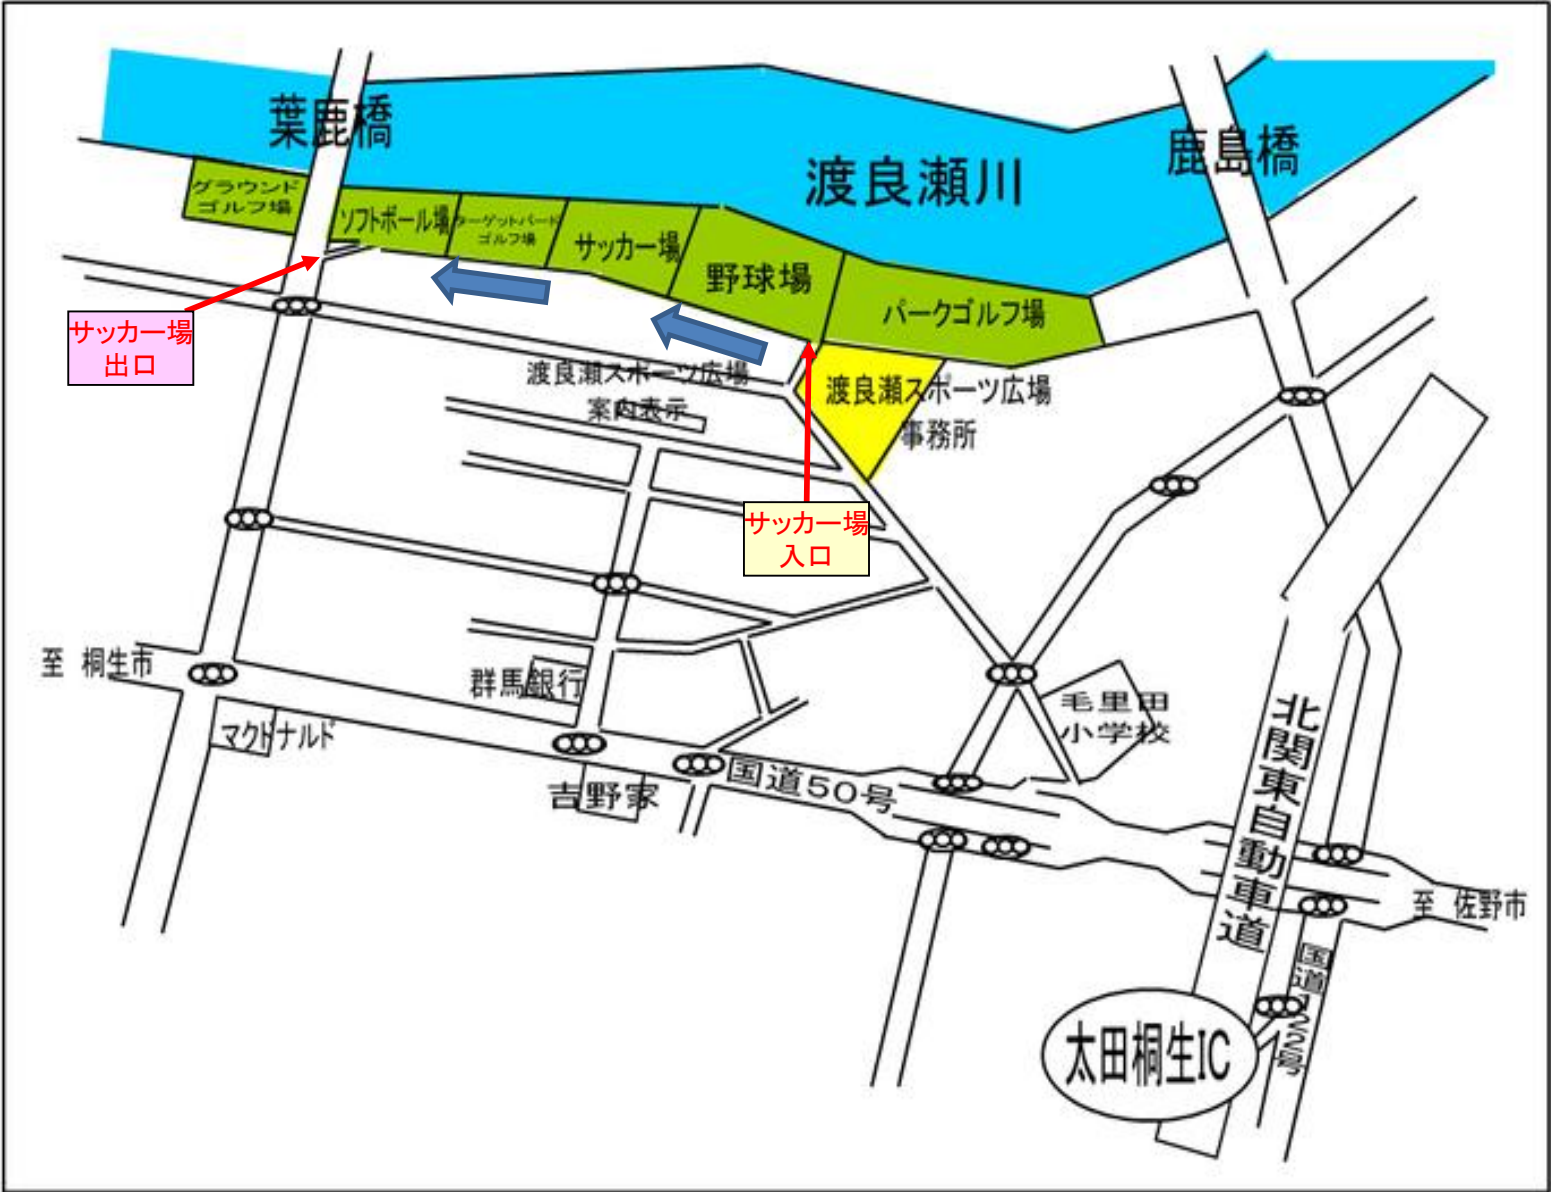 葉鹿橋
鹿島橋
渡良瀬川
グラウンド
ゴルフ場
ソフトボール場
ターゲットバード
ゴルフ場
サッカー場
野球場
パークゴルフ場
サッカー場
出口
渡良瀬スポーツ広場
案内表示
渡良瀬スポーツ広場
事務所
サッカー場
入口
至 桐生市
群馬銀行
マクドナルド
吉野家
国道50号
毛里田
小学校
北関東自動車道
至 佐野市
国道122号
太田桐生IC